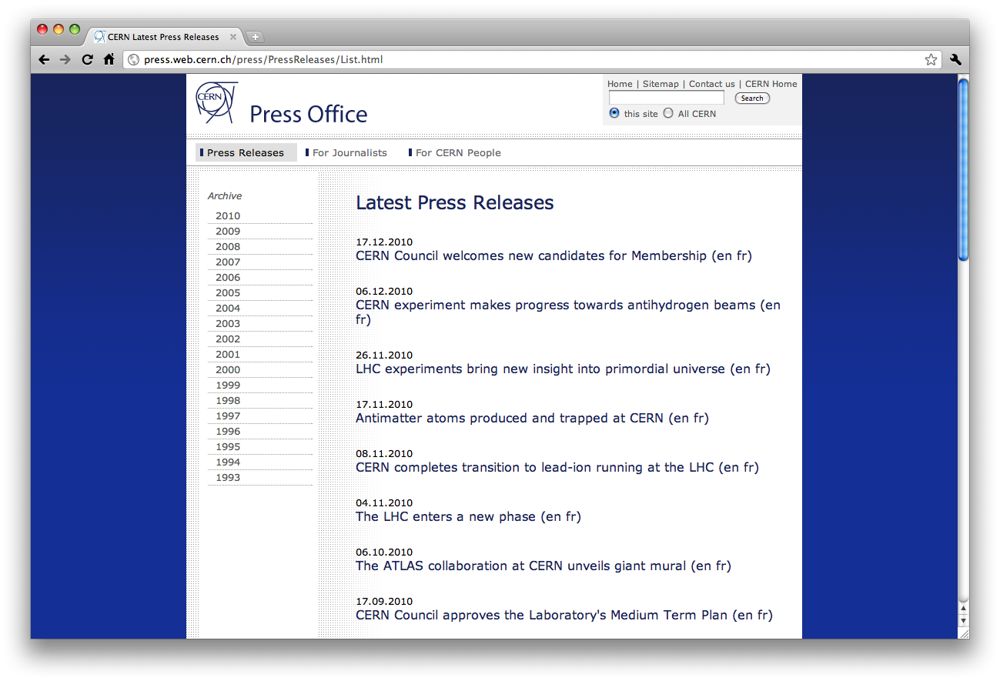 CERN Latest Press Releases
press.web.cern.ch/press/PressReleases/List.html
CERN
Press Office
Home | Sitemap | Contact us | CERN Home
Search
this site All CERN
Press Releases
For Journalists
For CERN People
Archive
2010
2009
2008
2007
2006
2005
2004
2003
2002
2001
2000
1999
1998
1997
1996
1995
1994
1993
Latest Press Releases
17.12.2010
CERN Council welcomes new candidates for Membership (en fr)
06.12.2010
CERN experiment makes progress towards antihydrogen beams (en
fr)
26.11.2010
LHC experiments bring new insight into primordial universe (en fr)
17.11.2010
Antimatter atoms produced and trapped at CERN (en fr)
08.11.2010
CERN completes transition to lead-ion running at the LHC (en fr)
04.11.2010
The LHC enters a new phase (en fr)
06.10.2010
The ATLAS collaboration at CERN unveils giant mural (en fr)
17.09.2010
CERN Council approves the Laboratory's Medium Term Plan (en fr)